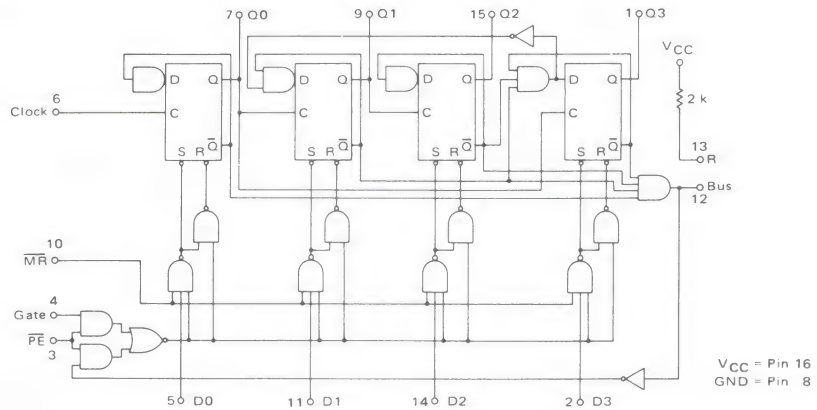 7 Q0 9 Q1 15 Q2 1 Q3
VCC
2 k
13
R
D Q D Q D Q D Q
6
Clock
C C C C
Q̅ Q̅ Q̅ Q̅
S R S R S R S R
Bus
12
10
M̅R̅
4
Gate
P̅E̅
3
VCC = Pin 16
GND = Pin 8
5 D0 11 D1 14 D2 2 D3